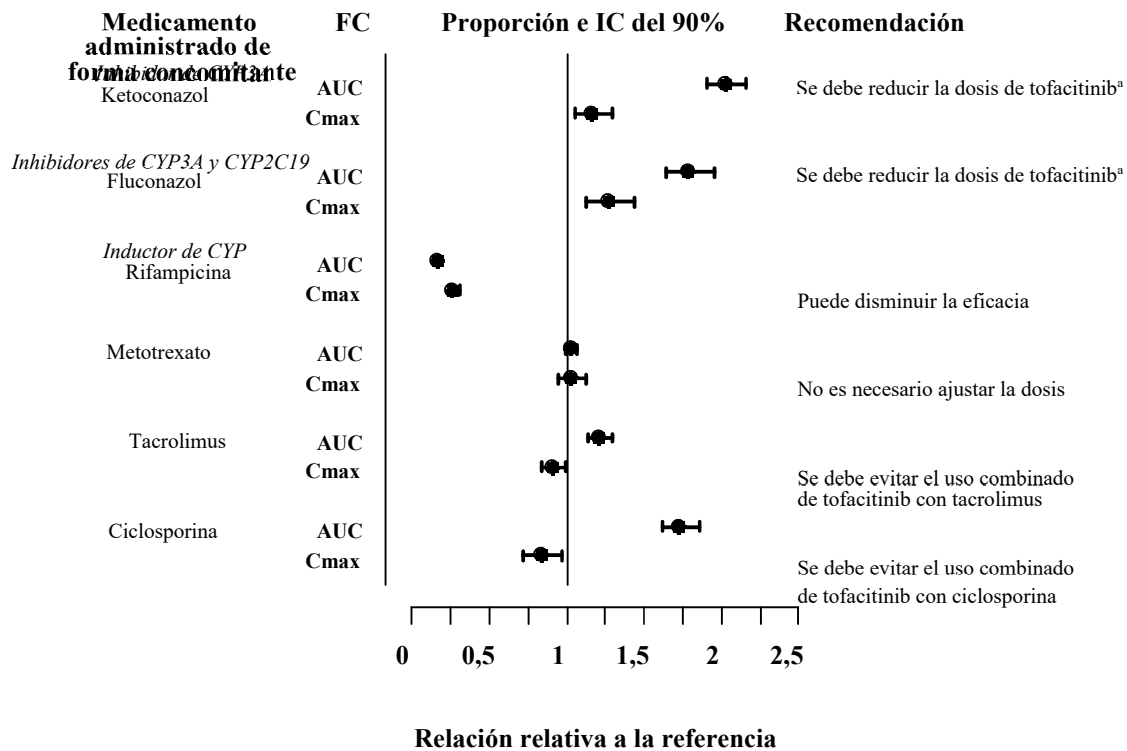 Medicamento
administrado de
forma concomitante
FC
Proporción e IC del 90%
Recomendación
Inhibidor de CYP3A
Ketoconazol
AUC
Se debe reducir la dosis de tofacitinibª
Cmax
Inhibidores de CYP3A y CYP2C19
Fluconazol
AUC
Se debe reducir la dosis de tofacitinibª
Cmax
Inductor de CYP
Rifampicina
AUC
Cmax
Puede disminuir la eficacia
Metotrexato
AUC
Cmax
No es necesario ajustar la dosis
Tacrolimus
AUC
Cmax
Se debe evitar el uso combinado
de tofacitinib con tacrolimus
Ciclosporina
AUC
Cmax
Se debe evitar el uso combinado
de tofacitinib con ciclosporina
0 0,5 1 1,5 2 2,5
Relación relativa a la referencia